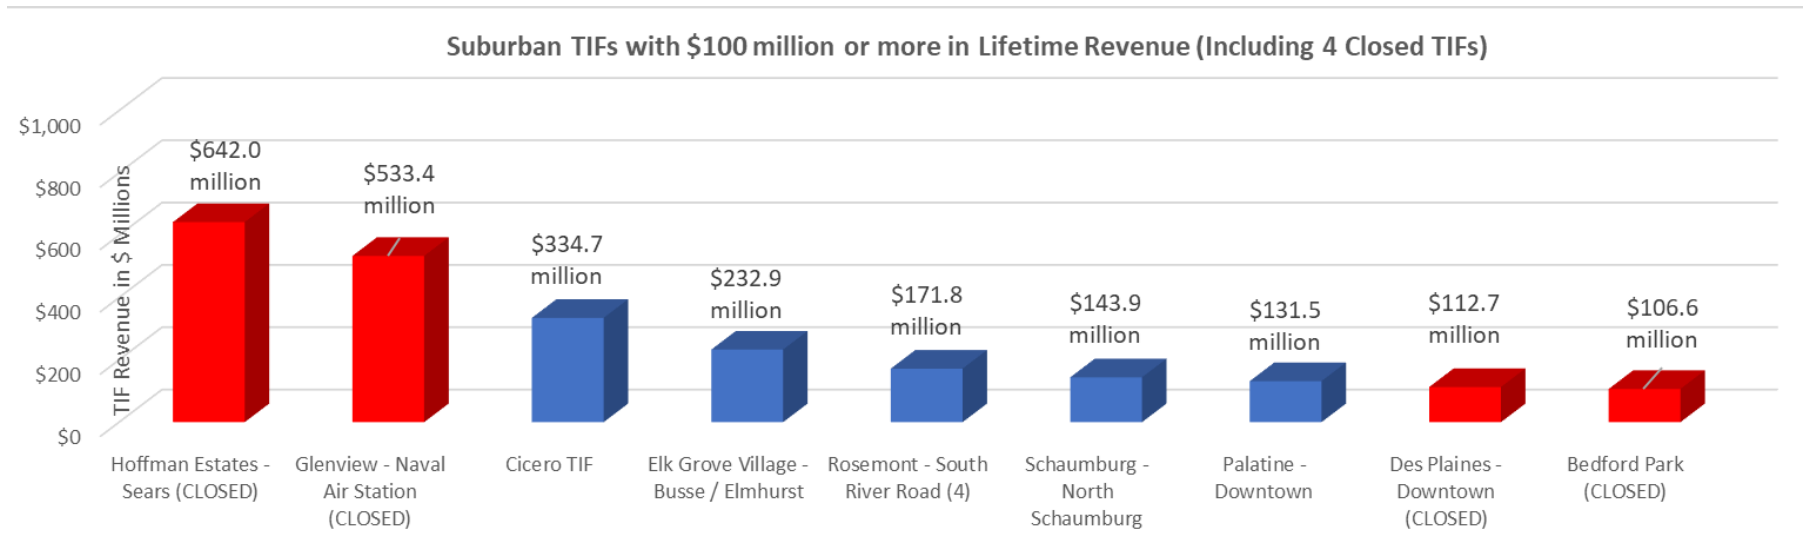 Suburban TIFs with $100 million or more in Lifetime Revenue (Including 4 Closed TIFs)
TIF Revenue in $ Millions
$1,000
$800
$600
$400
$200
$0
$642.0
million
$533.4
million
$334.7
million
$232.9
million
$171.8
million
$143.9
million
$131.5
million
$112.7
million
$106.6
million
Hoffman Estates -
Sears (CLOSED)
Glenview - Naval
Air Station
(CLOSED)
Cicero TIF
Elk Grove Village -
Busse / Elmhurst
Rosemont - South
River Road (4)
Schaumburg -
North
Schaumburg
Palatine -
Downtown
Des Plaines -
Downtown
(CLOSED)
Bedford Park
(CLOSED)